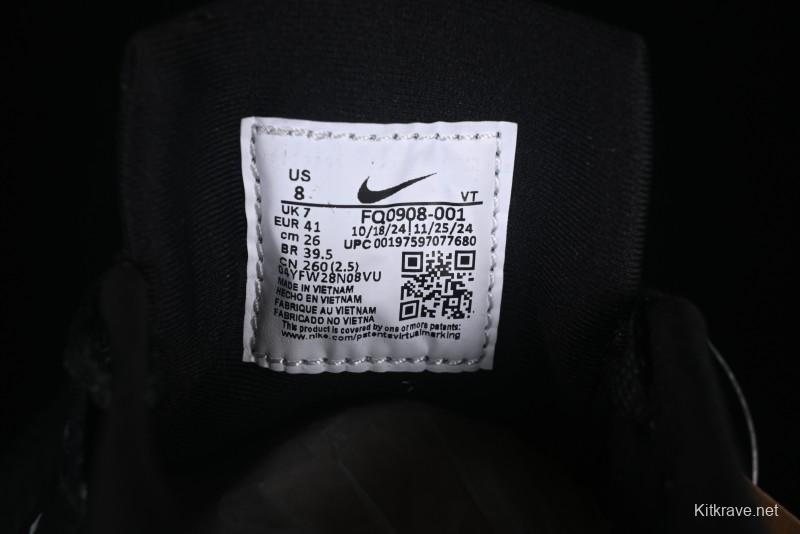 US
8
VT
UK 7
FQ0908-001
EUR 41
10/18/24 11/25/24
cm 26
UPC 00197597077680
BR 39.5
CN 260(2.5)
04YFW28N08VU
MADE IN VIETNAM
HECHO EN VIETNAM
FABRIQUE AU VIETNAM
FABRICADO NO VIETNA
This product is covered by one or more patents:
www.nike.com/patentsvirtualmarking
Kitkrave.net